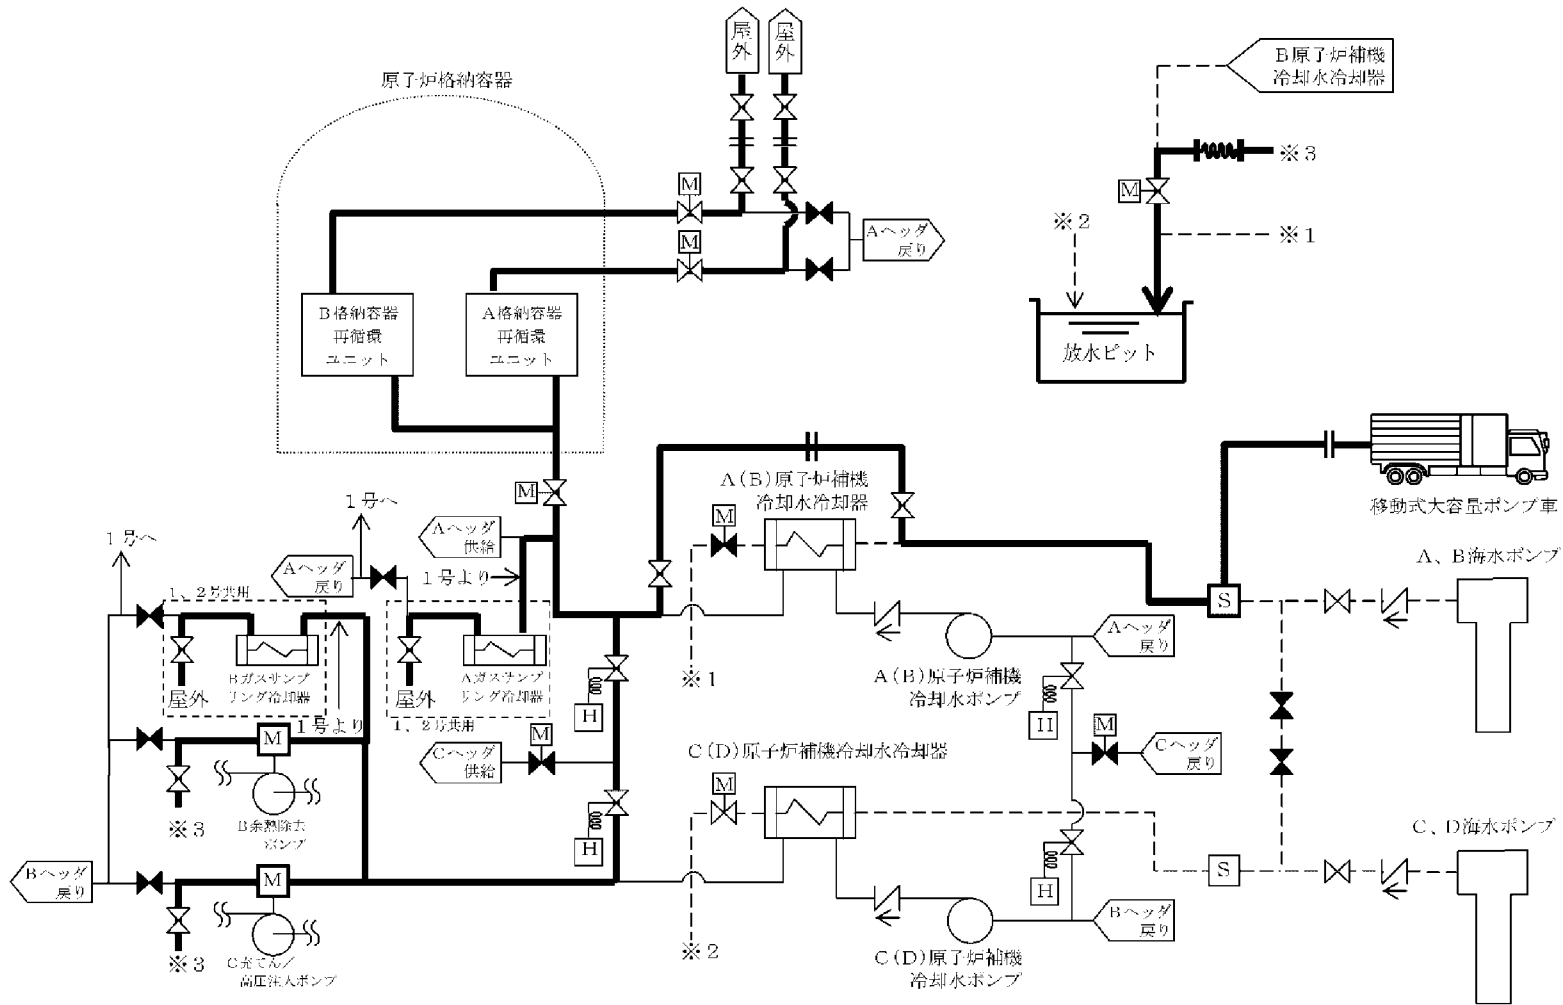 屋外
屋外
原子炉格納容器
B原子炉補機
冷却水冷却器
※3
M
M
※2
※1
Aヘッダ
戻り
M
B格納容器
再循環
ユニット
A格納容器
再循環
ユニット
放水ピット
A(B)原子炉補機
冷却水冷却器
M
M
移動式大容量ポンプ車
1号へ
1号へ
Aヘッダ
供給
A、B海水ポンプ
Aヘッダ
戻り
1号より
1、2号共用
S
Aヘッダ
戻り
※1
A(B)原子炉補機
冷却水ポンプ
Bガスサンプ
リング冷却器
Aガスサンプ
リング冷却器
屋外
屋外
H
H
1号より
1、2号共用
M
M
M
Cヘッダ
供給
Cヘッダ
戻り
C(D)原子炉補機冷却水冷却器
M
※3
B余熱除去
ポンプ
C、D海水ポンプ
H
Bヘッダ
戻り
M
S
H
Bヘッダ
戻り
※2
※3
C充てん／
高圧注入ポンプ
C(D)原子炉補機
冷却水ポンプ